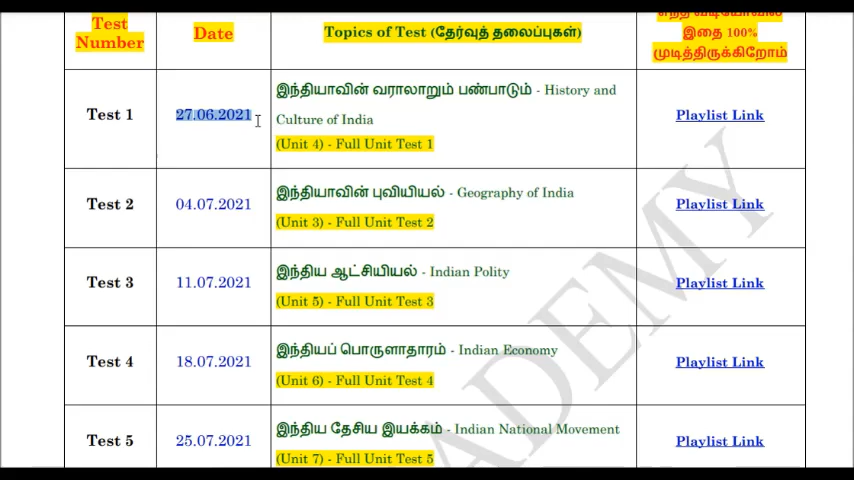 Test
Number
Date
Topics of Test (தேர்வுத் தலைப்புகள்)
இதை 100%
முடித்திருக்கிறோம்
Test 1
27.06.2021
இந்தியாவின் வரலாறும் பண்பாடும் - History and
Culture of India
(Unit 4) - Full Unit Test 1
Playlist Link
Test 2
04.07.2021
இந்தியாவின் புவியியல் - Geography of India
(Unit 3) - Full Unit Test 2
Playlist Link
Test 3
11.07.2021
இந்திய ஆட்சியியல் - Indian Polity
(Unit 5) - Full Unit Test 3
Playlist Link
Test 4
18.07.2021
இந்தியப் பொருளாதாரம் - Indian Economy
(Unit 6) - Full Unit Test 4
Playlist Link
Test 5
25.07.2021
இந்திய தேசிய இயக்கம் - Indian National Movement
(Unit 7) - Full Unit Test 5
Playlist Link
ADEMY